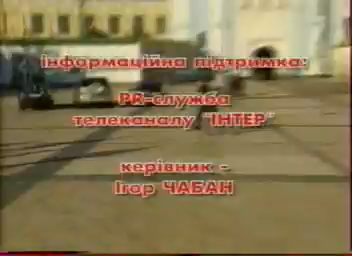 інформаційна підтримка:
PR-служба
телеканалу "ІНТЕР"
керівник -
Ігор ЧАБАН